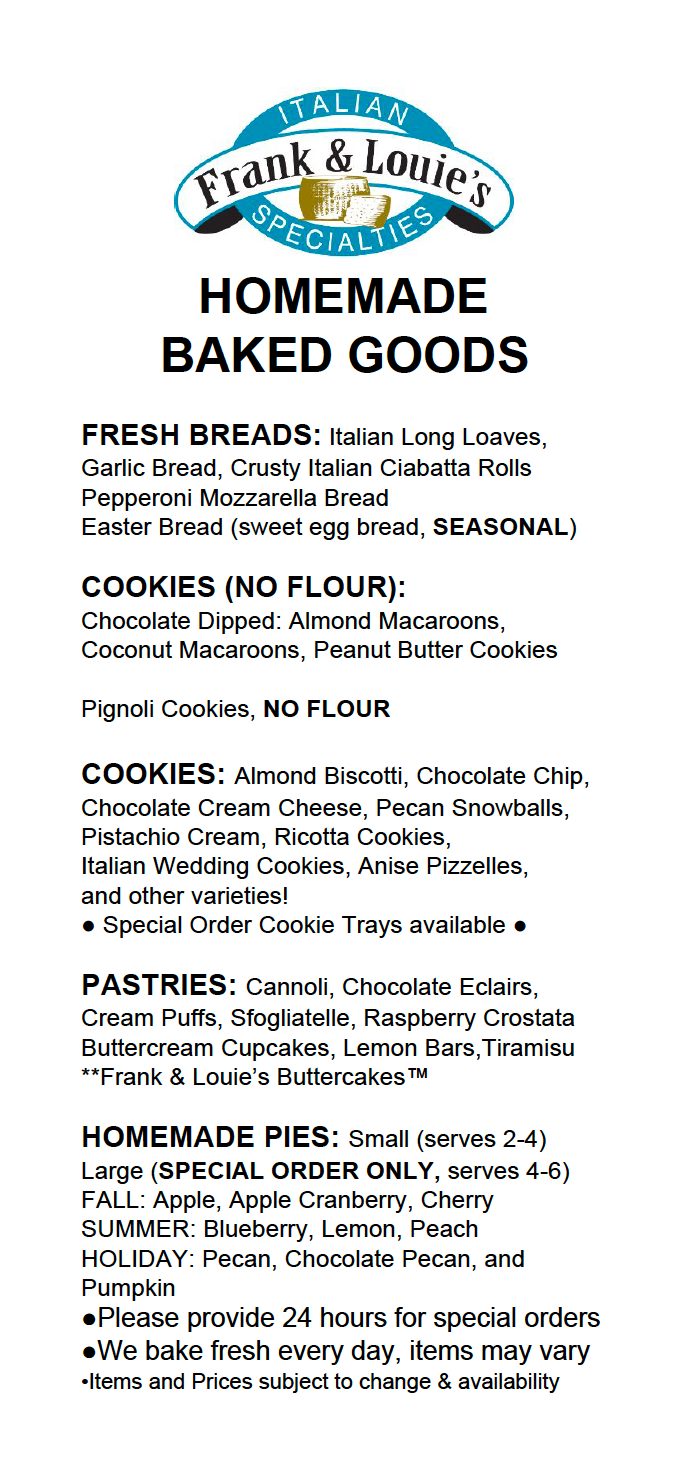 ITALIAN
Frank & Louie's
SPECIALTIES
HOMEMADE
BAKED GOODS
FRESH BREADS: Italian Long Loaves,
Garlic Bread, Crusty Italian Ciabatta Rolls
Pepperoni Mozzarella Bread
Easter Bread (sweet egg bread, SEASONAL)
COOKIES (NO FLOUR):
Chocolate Dipped: Almond Macaroons,
Coconut Macaroons, Peanut Butter Cookies
Pignoli Cookies, NO FLOUR
COOKIES: Almond Biscotti, Chocolate Chip,
Chocolate Cream Cheese, Pecan Snowballs,
Pistachio Cream, Ricotta Cookies,
Italian Wedding Cookies, Anise Pizzelles,
and other varieties!
● Special Order Cookie Trays available ●
PASTRIES: Cannoli, Chocolate Eclairs,
Cream Puffs, Sfogliatelle, Raspberry Crostata
Buttercream Cupcakes, Lemon Bars,Tiramisu
**Frank & Louie’s Buttercakes™
HOMEMADE PIES: Small (serves 2-4)
Large (SPECIAL ORDER ONLY, serves 4-6)
FALL: Apple, Apple Cranberry, Cherry
SUMMER: Blueberry, Lemon, Peach
HOLIDAY: Pecan, Chocolate Pecan, and
Pumpkin
●Please provide 24 hours for special orders
●We bake fresh every day, items may vary
•Items and Prices subject to change & availability